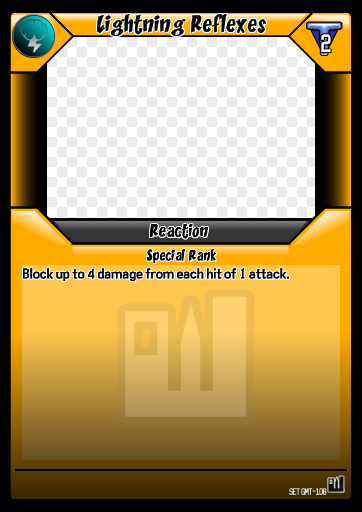 Lightning Reflexes
2
Reaction
Special Rank
Block up to 4 damage from each hit of 1 attack.
SET GMT-108